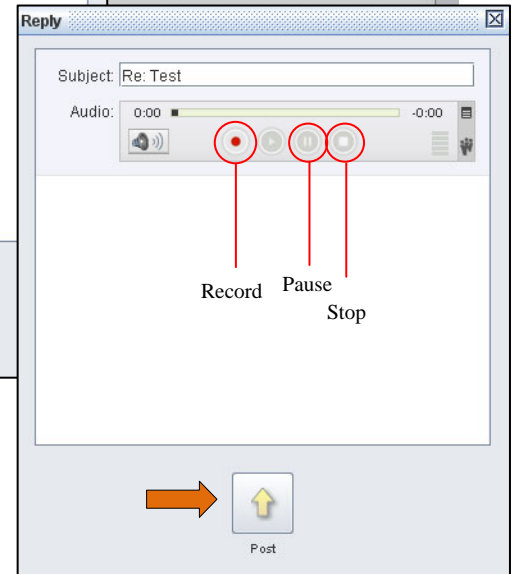 Reply
Subject: Re: Test
Audio: 0:00 -0:00
Record Pause
Stop
Post